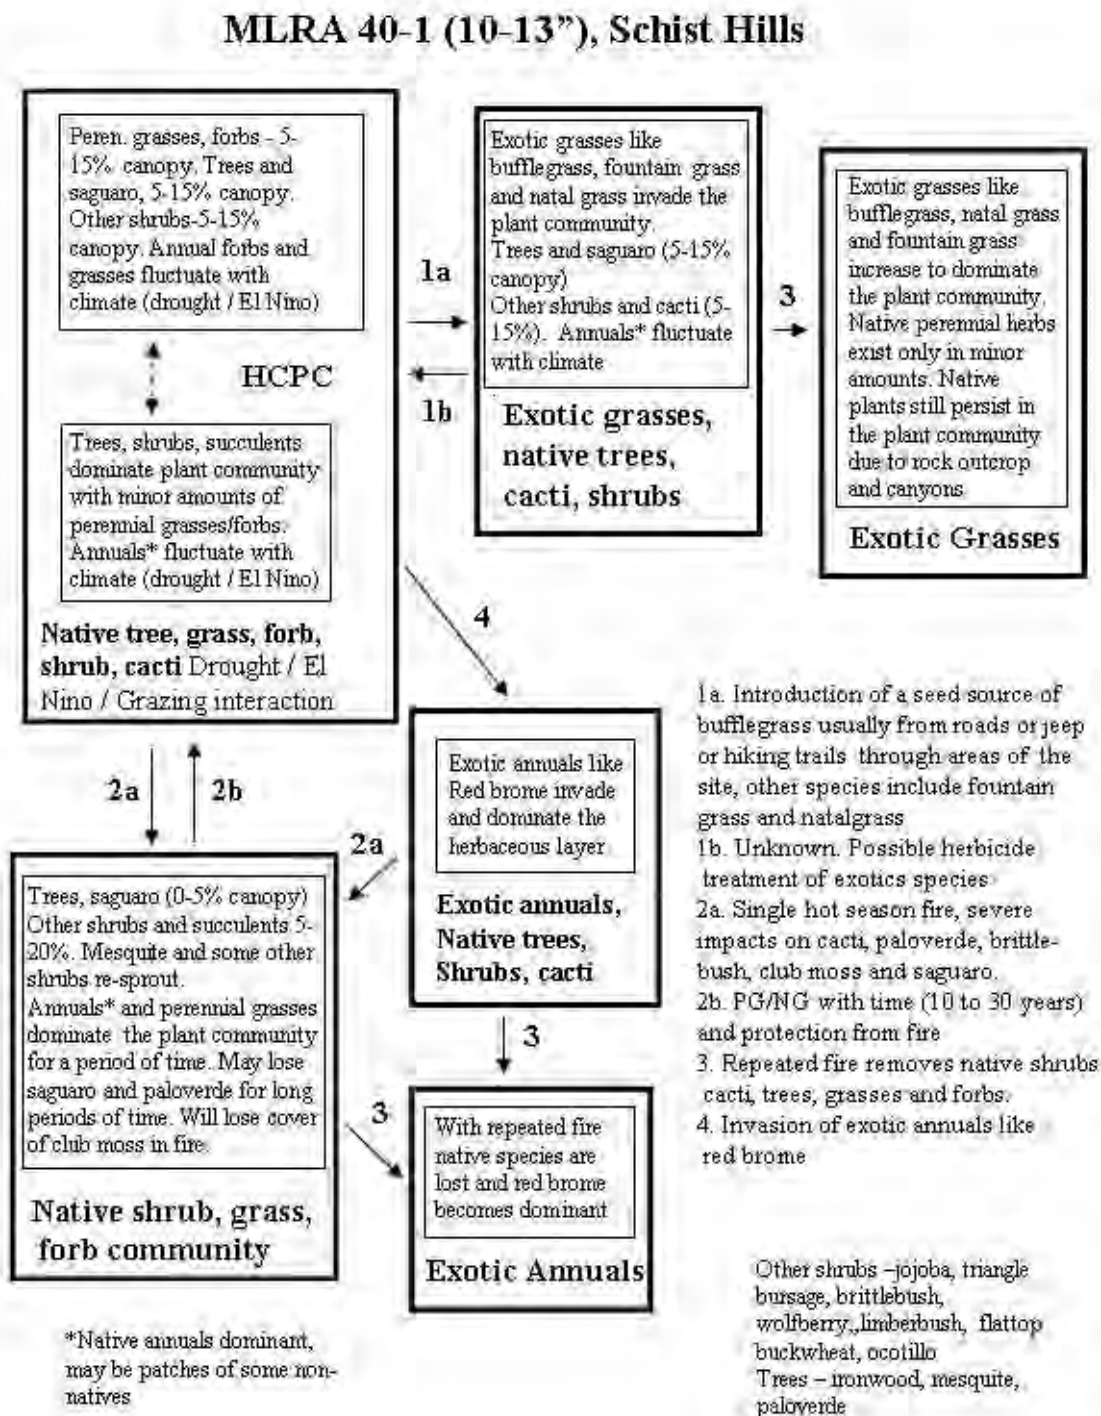 MLRA 40-1 (10-13”), Schist Hills
Peren. grasses, forbs - 5-
15% canopy. Trees and
saguaro, 5-15% canopy.
Other shrubs-5-15%
canopy. Annual forbs and
grasses fluctuate with
climate (drought / El Nino)
HCPC
Trees, shrubs, succulents
dominate plant community
with minor amounts of
perennial grasses/forbs.
Annuals* fluctuate with
climate (drought / El Nino)
Native tree, grass, forb,
shrub, cacti Drought / El
Nino / Grazing interaction
1a
1b
Exotic grasses like
bufflegrass, fountain grass
and natal grass invade the
plant community.
Trees and saguaro (5-15%
canopy)
Other shrubs and cacti (5-
15%). Annuals* fluctuate
with climate
Exotic grasses,
native trees,
cacti, shrubs
3
Exotic grasses like
bufflegrass, natal grass
and fountain grass
increase to dominate
the plant community.
Native perennial herbs
exist only in minor
amounts. Native
plants still persist in
the plant community
due to rock outcrop
and canyons
Exotic Grasses
4
2a
2b
Exotic annuals like
Red brome invade
and dominate the
herbaceous layer
Exotic annuals,
Native trees,
Shrubs, cacti
2a
Trees, saguaro (0-5% canopy)
Other shrubs and succulents 5-
20%. Mesquite and some other
shrubs re-sprout.
Annuals* and perennial grasses
dominate the plant community
for a period of time. May lose
saguaro and paloverde for long
periods of time. Will lose cover
of club moss in fire.
Native shrub, grass,
forb community
3
3
With repeated fire
native species are
lost and red brome
becomes dominant
Exotic Annuals
1a. Introduction of a seed source of
bufflegrass usually from roads or jeep
or hiking trails through areas of the
site, other species include fountain
grass and natalgrass
1b. Unknown. Possible herbicide
treatment of exotics species
2a. Single hot season fire, severe
impacts on cacti, paloverde, brittle-
bush, club moss and saguaro.
2b. PG/NG with time (10 to 30 years)
and protection from fire
3. Repeated fire removes native shrubs
cacti, trees, grasses and forbs.
4. Invasion of exotic annuals like
red brome
*Native annuals dominant,
may be patches of some non-
natives
Other shrubs –jojoba, triangle
bursage, brittlebush,
wolfberry,,limberbush, flattop
buckwheat, ocotillo
Trees – ironwood, mesquite,
paloverde